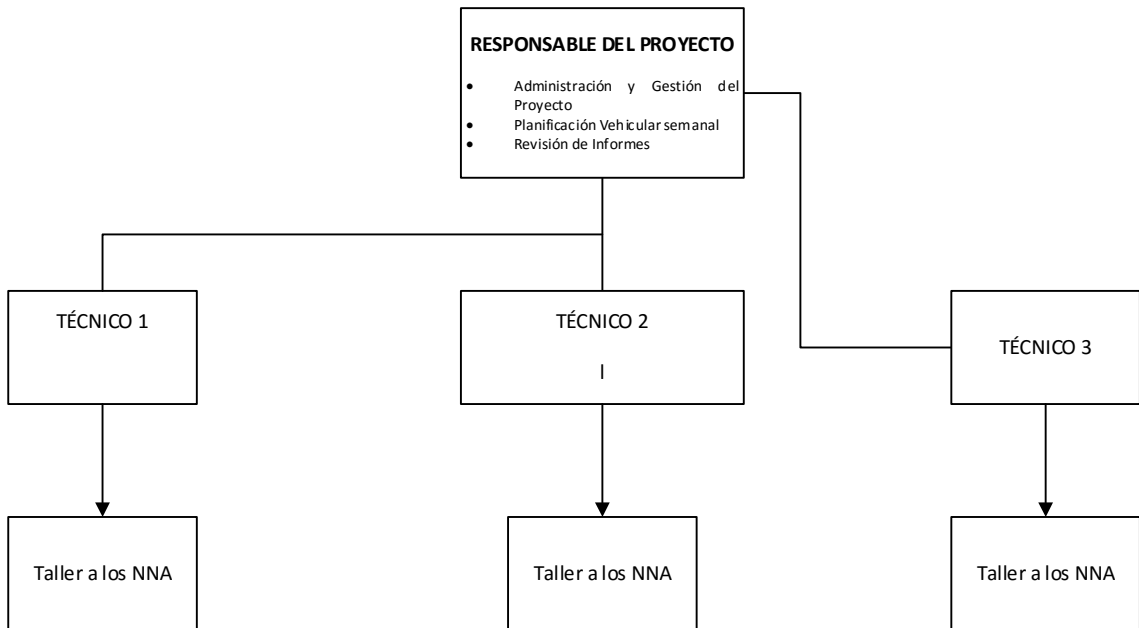 RESPONSABLE DEL PROYECTO
• Administración y Gestión del
Proyecto
• Planificación Vehicular semanal
• Revisión de Informes
TÉCNICO 1
TÉCNICO 2
I
TÉCNICO 3
Taller a los NNA
Taller a los NNA
Taller a los NNA